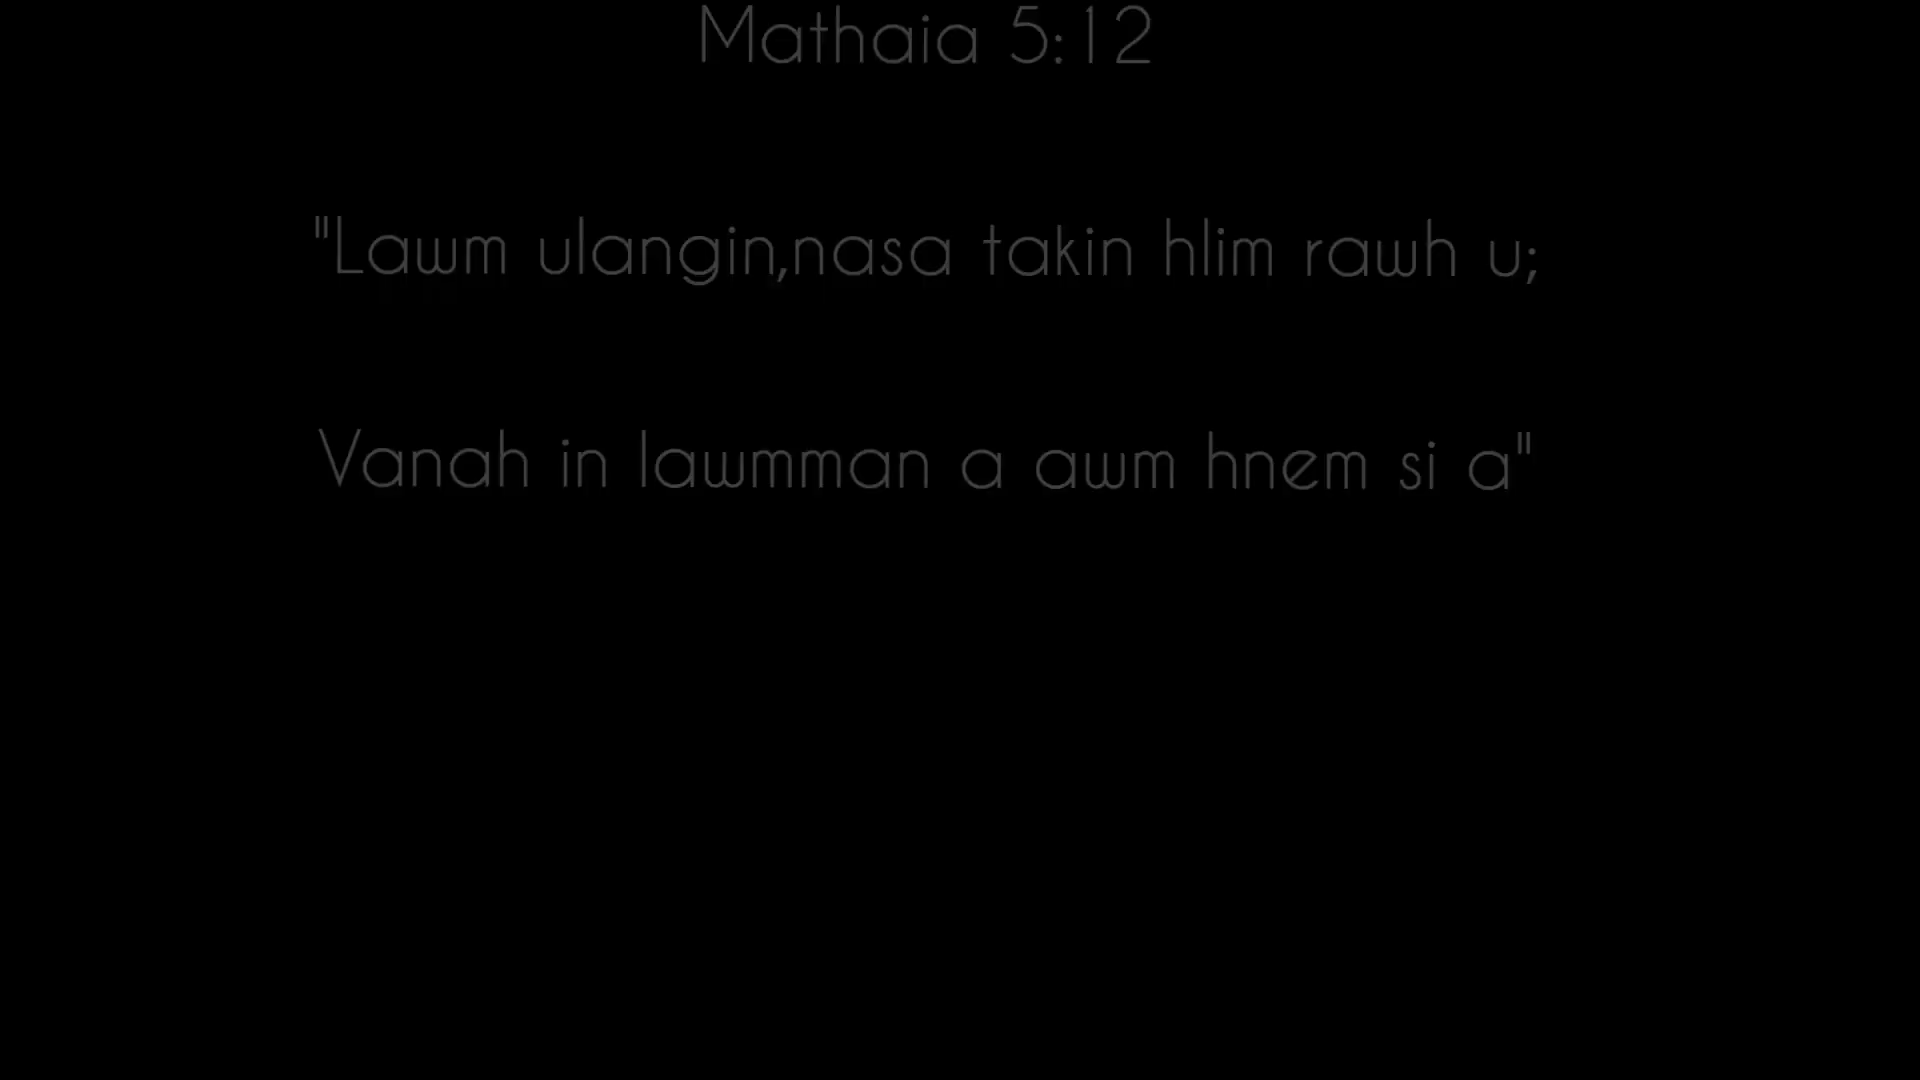 Mathaia 5:12
"Lawm ulangin,nasa takin hlim rawh u;
Vanah in lawmman a awm hnem si a"